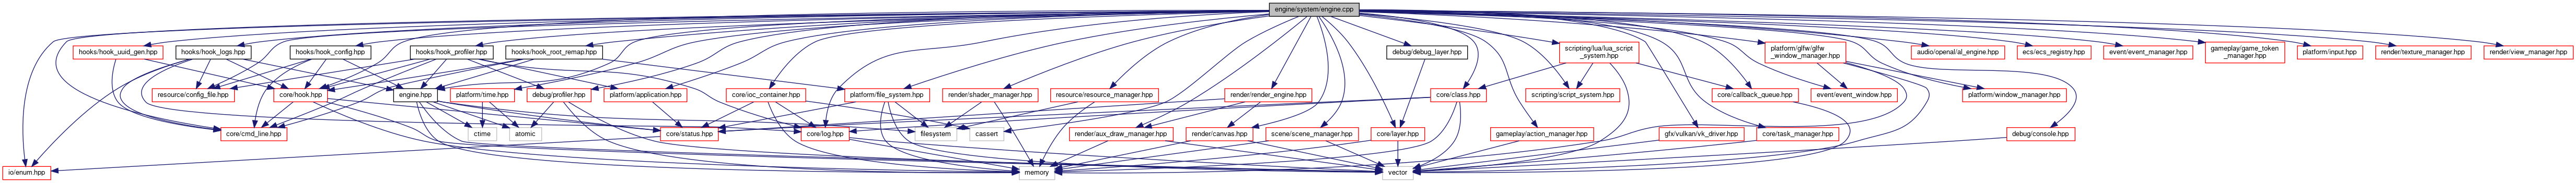 engine/system/engine.cpp
hooks/hook_uuid_gen.hpp
hooks/hook_logs.hpp
hooks/hook_config.hpp
hooks/hook_profiler.hpp
hooks/hook_root_remap.hpp
debug/debug_layer.hpp
scripting/lua/lua_script
_system.hpp
platform/glfw/glfw
_window_manager.hpp
audio/openal/al_engine.hpp
ecs/ecs_registry.hpp
event/event_manager.hpp
gameplay/game_token
_manager.hpp
platform/input.hpp
render/texture_manager.hpp
render/view_manager.hpp
resource/config_file.hpp
core/hook.hpp
engine.hpp
platform/time.hpp
debug/profiler.hpp
platform/application.hpp
core/ioc_container.hpp
platform/file_system.hpp
render/shader_manager.hpp
resource/resource_manager.hpp
render/render_engine.hpp
core/class.hpp
scripting/script_system.hpp
core/callback_queue.hpp
event/event_window.hpp
platform/window_manager.hpp
core/cmd_line.hpp
ctime
atomic
core/status.hpp
core/log.hpp
filesystem
cassert
render/aux_draw_manager.hpp
render/canvas.hpp
scene/scene_manager.hpp
core/layer.hpp
gameplay/action_manager.hpp
gfx/vulkan/vk_driver.hpp
core/task_manager.hpp
debug/console.hpp
io/enum.hpp
memory
vector